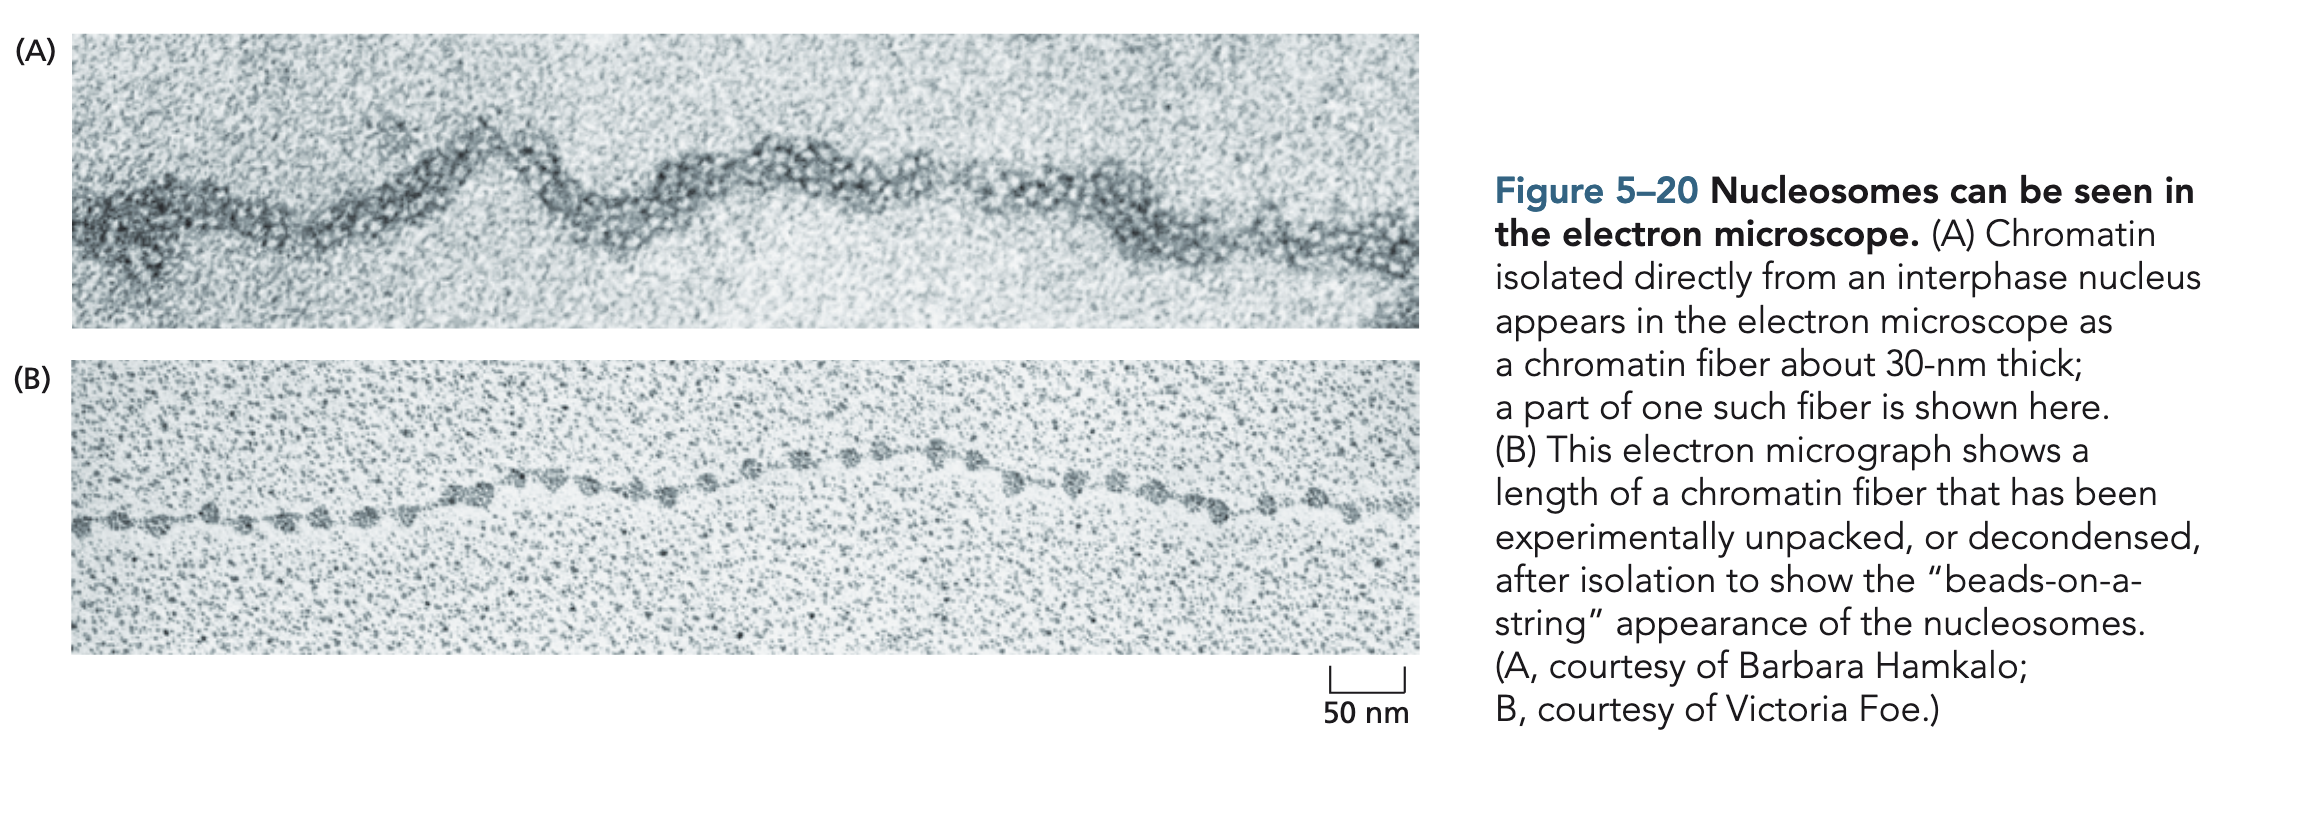 (A)
(B)
50 nm
Figure 5–20 Nucleosomes can be seen in
the electron microscope. (A) Chromatin
isolated directly from an interphase nucleus
appears in the electron microscope as
a chromatin fiber about 30-nm thick;
a part of one such fiber is shown here.
(B) This electron micrograph shows a
length of a chromatin fiber that has been
experimentally unpacked, or decondensed,
after isolation to show the “beads-on-a-
string” appearance of the nucleosomes.
(A, courtesy of Barbara Hamkalo;
B, courtesy of Victoria Foe.)